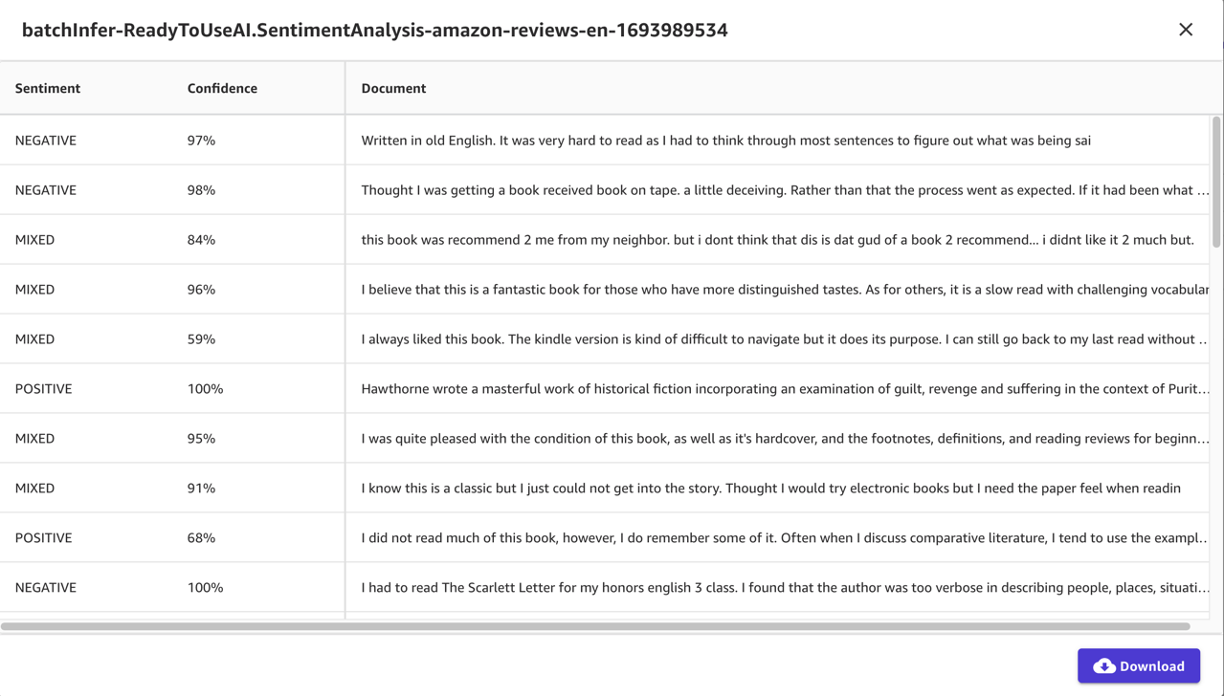 batchInfer-ReadyToUseAI.SentimentAnalysis-amazon-reviews-en-1693989534
Sentiment Confidence Document
NEGATIVE 97% Written in old English. It was very hard to read as I had to think through most sentences to figure out what was being sai
NEGATIVE 98% Thought I was getting a book received book on tape. a little deceiving. Rather than that the process went as expected. If it had been what ...
MIXED 84% this book was recommend 2 me from my neighbor. but i dont think that dis is dat gud of a book 2 recommend... i didnt like it 2 much but.
MIXED 96% I believe that this is a fantastic book for those who have more distinguished tastes. As for others, it is a slow read with challenging vocabular
MIXED 59% I always liked this book. The kindle version is kind of difficult to navigate but it does its purpose. I can still go back to my last read without ..
POSITIVE 100% Hawthorne wrote a masterful work of historical fiction incorporating an examination of guilt, revenge and suffering in the context of Purit...
MIXED 95% I was quite pleased with the condition of this book, as well as it's hardcover, and the footnotes, definitions, and reading reviews for beginn...
MIXED 91% I know this is a classic but I just could not get into the story. Thought I would try electronic books but I need the paper feel when readin
POSITIVE 68% I did not read much of this book, however, I do remember some of it. Often when I discuss comparative literature, I tend to use the exampl..
NEGATIVE 100% I had to read The Scarlett Letter for my honors english 3 class. I found that the author was too verbose in describing people, places, situati...
Download